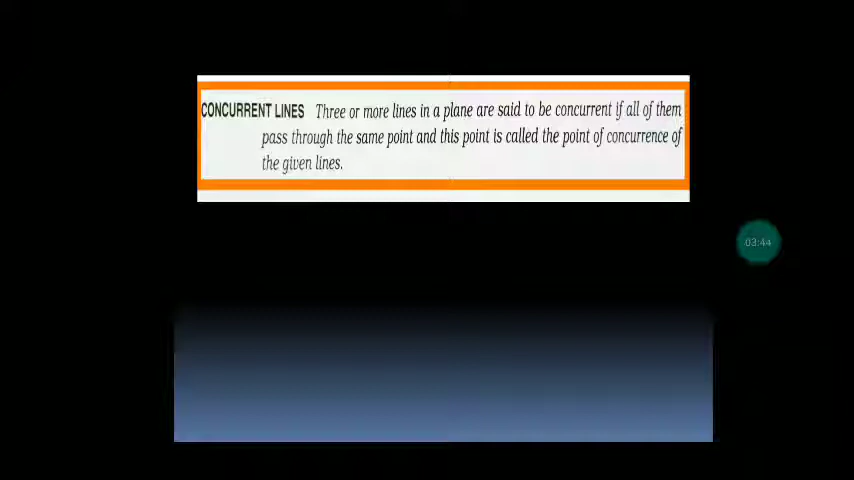 CONCURRENT LINES Three or more lines in a plane are said to be concurrent if all of them
pass through the same point and this point is called the point of concurrence of
the given lines.
03:44